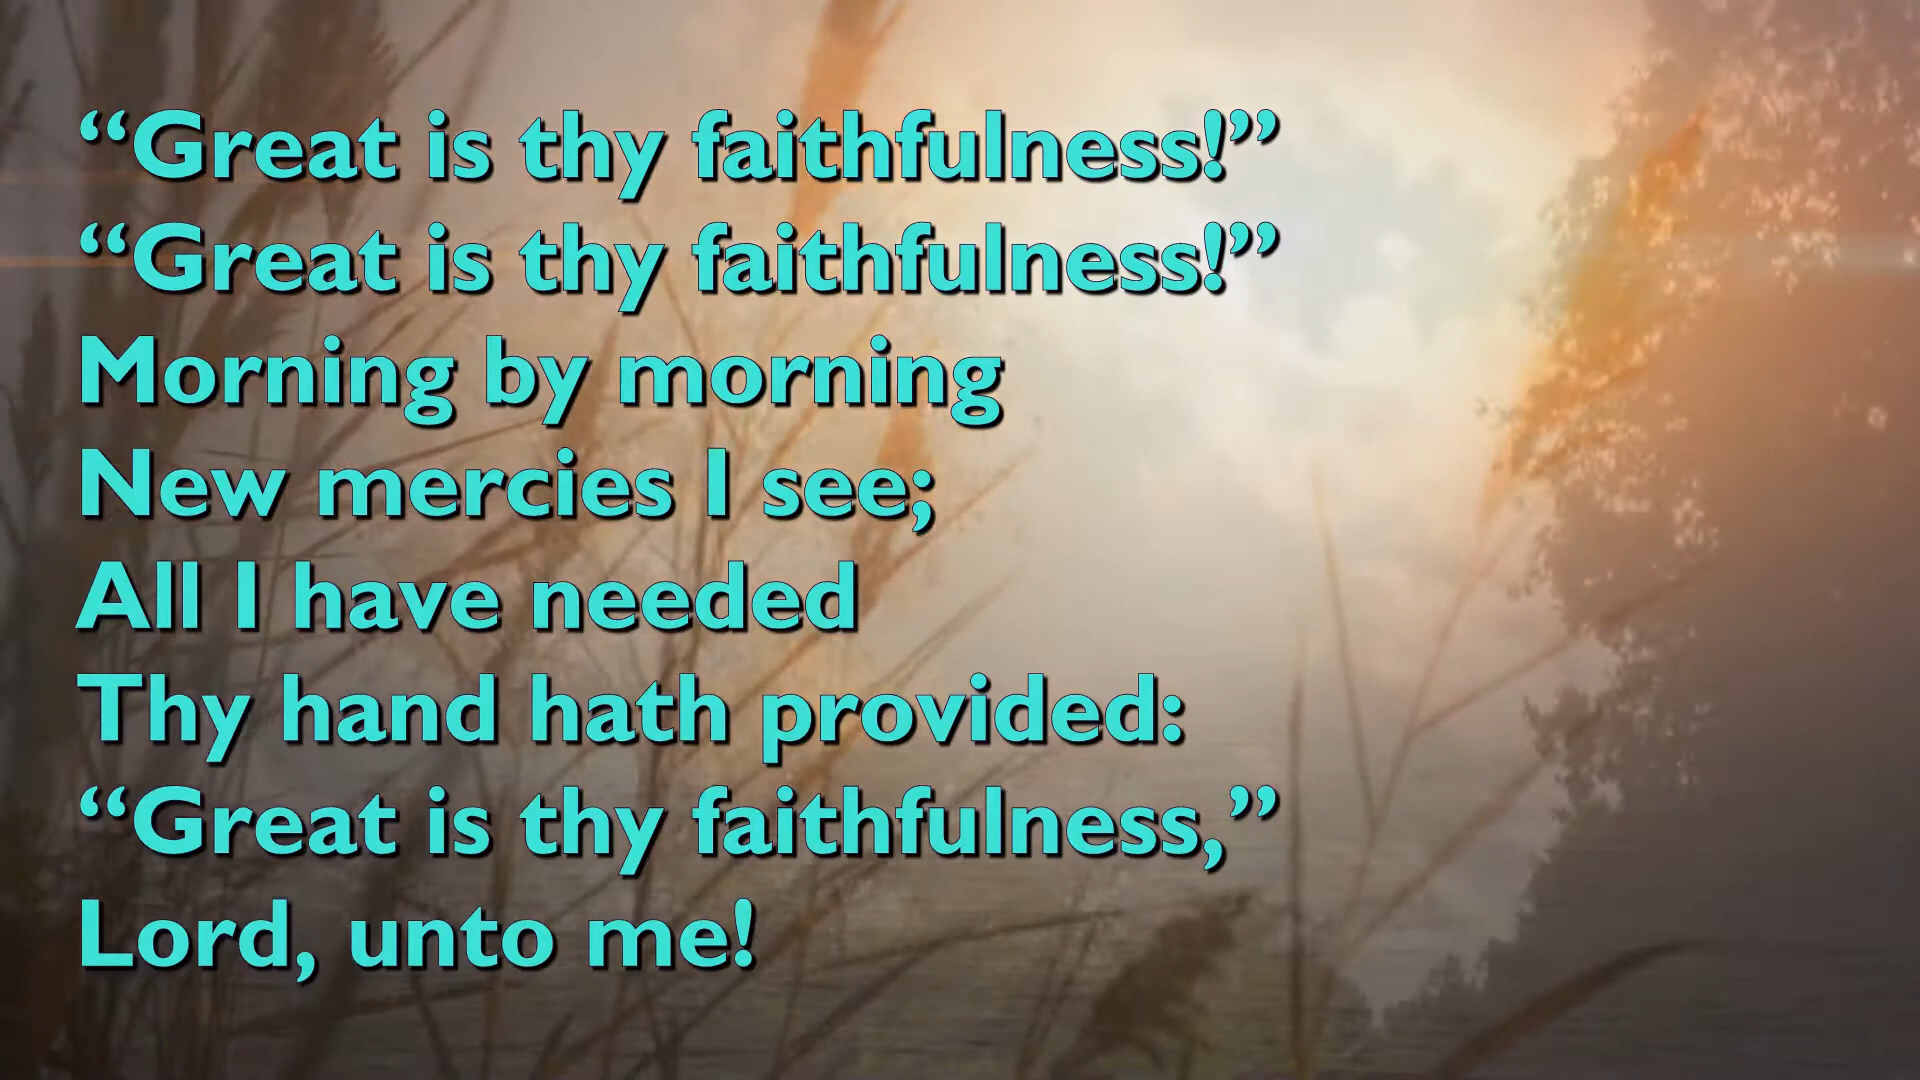 “Great is thy faithfulness!”
“Great is thy faithfulness!”
Morning by morning
New mercies I see;
All I have needed
Thy hand hath provided:
“Great is thy faithfulness,”
Lord, unto me!